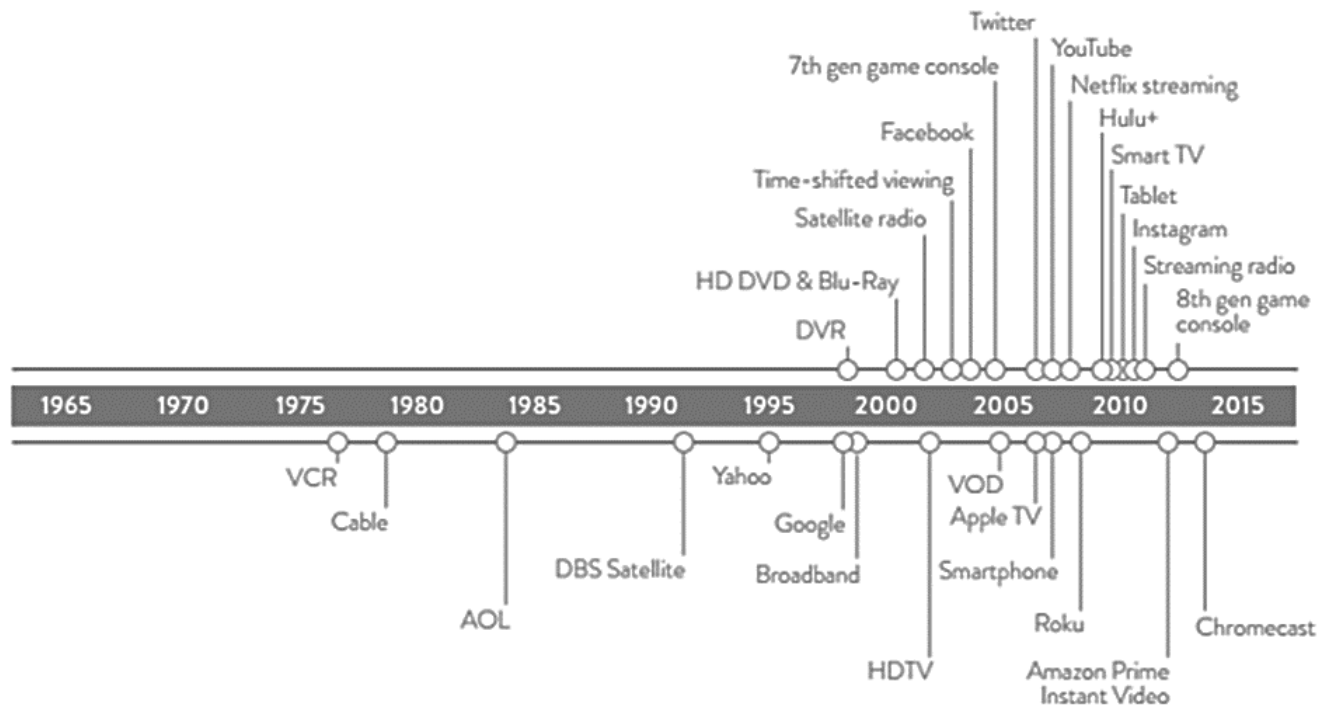 Twitter
YouTube
7th gen game console
Netflix streaming
Hulu+
Facebook
Smart TV
Time-shifted viewing
Tablet
Satellite radio
Instagram
Streaming radio
HD DVD & Blu-Ray
8th gen game
console
DVR
1965 1970 1975 1980 1985 1990 1995 2000 2005 2010 2015
VCR
Yahoo
VOD
Cable
Google
Apple TV
DBS Satellite
Broadband
Smartphone
AOL
Roku
Chromecast
HDTV
Amazon Prime
Instant Video